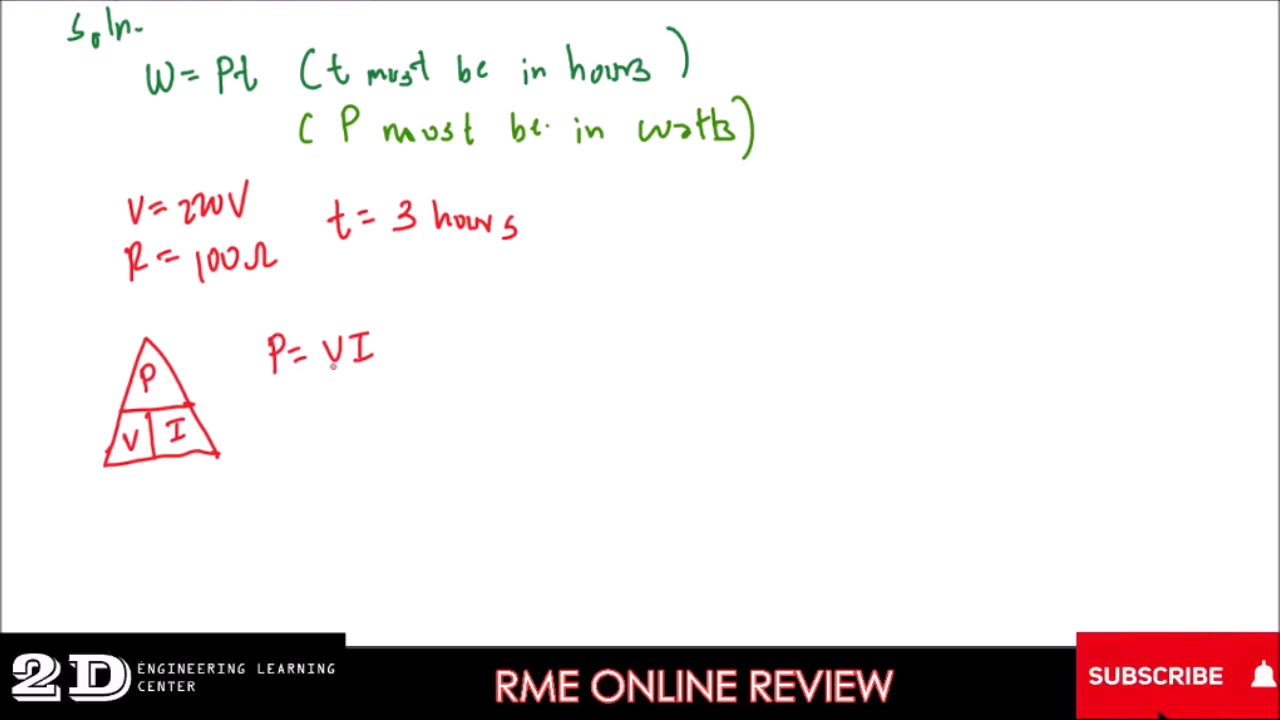 Soln.
W = Pt (t must be in hours)
(P must be in watts)
V = 220V
t = 3 hours
R = 100Ω
P = VI
P
V I
2D ENGINEERING LEARNING CENTER
RME ONLINE REVIEW
SUBSCRIBE